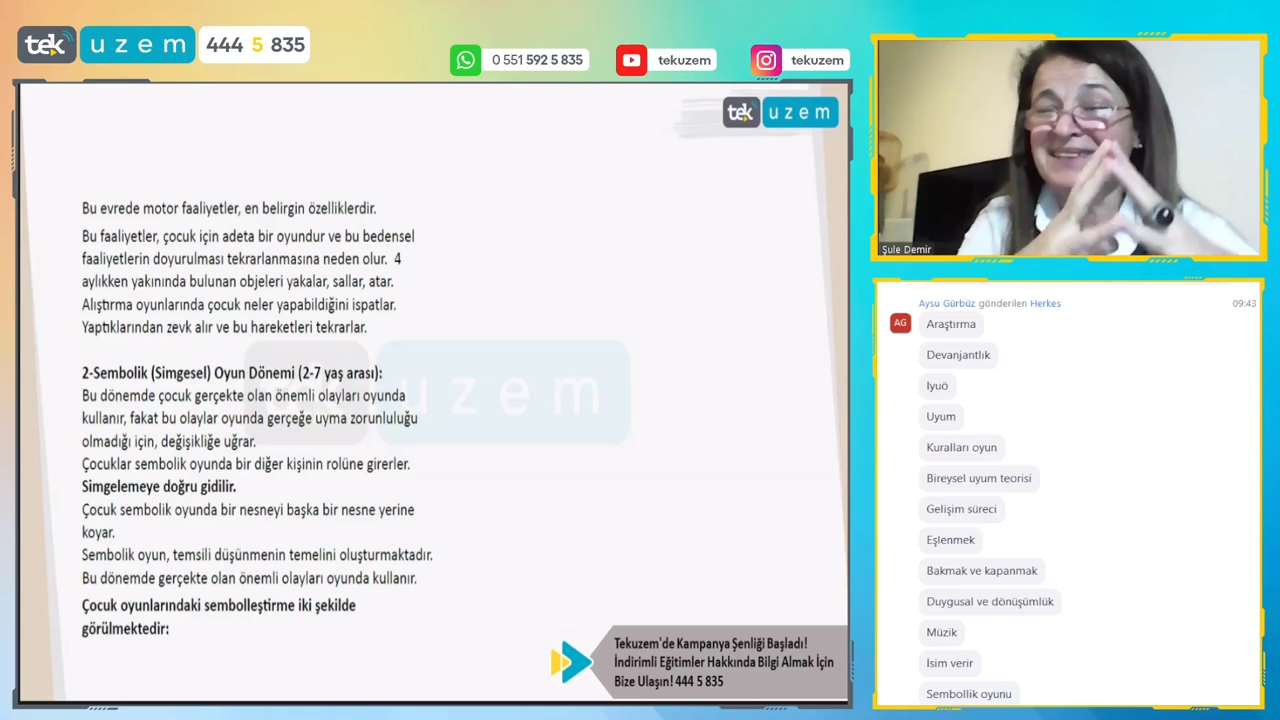 tek uzem 444 5 835
0 551 592 5 835
tekuzem
tekuzem
tek uzem
Bu evrede motor faaliyetler, en belirgin özelliklerdir.
Bu faaliyetler, çocuk için adeta bir oyundur ve bu bedensel
faaliyetlerin doyurulması tekrarlanmasına neden olur. 4
aylıkken yakınında bulunan objeleri yakalar, sallar, atar.
Alıştırma oyunlarında çocuk neler yapabildiğini ispatlar.
Yaptıklarından zevk alır ve bu hareketleri tekrarlar.
2-Sembolik (Simgesel) Oyun Dönemi (2-7 yaş arası):
Bu dönemde çocuk gerçekte olan önemli olayları oyunda
kullanır, fakat bu olaylar oyunda gerçeğe uyma zorunluluğu
olmadığı için, değişikliğe uğrar.
Çocuklar sembolik oyunda bir diğer kişinin rolüne girerler.
Simgelemeye doğru gidilir.
Çocuk sembolik oyunda bir nesneyi başka bir nesne yerine
koyar.
Sembolik oyun, temsili düşünmenin temelini oluşturmaktadır.
Bu dönemde gerçekte olan önemli olayları oyunda kullanır.
Çocuk oyunlarındaki sembolleştirme iki şekilde
görülmektedir:
uzem
Tekuzem'de Kampanya Şenliği Başladı!
İndirimli Eğitimler Hakkında Bilgi Almak İçin
Bize Ulaşın! 444 5 835
Şule Demir
Aysu Gürbüz gönderilen Herkes 09:43
AG
Araştırma
Devanjantlık
Iyuö
Uyum
Kuralları oyun
Bireysel uyum teorisi
Gelişim süreci
Eşlenmek
Bakmak ve kapanmak
Duygusal ve dönüşümlük
Müzik
İsim verir
Sembollik oyunu